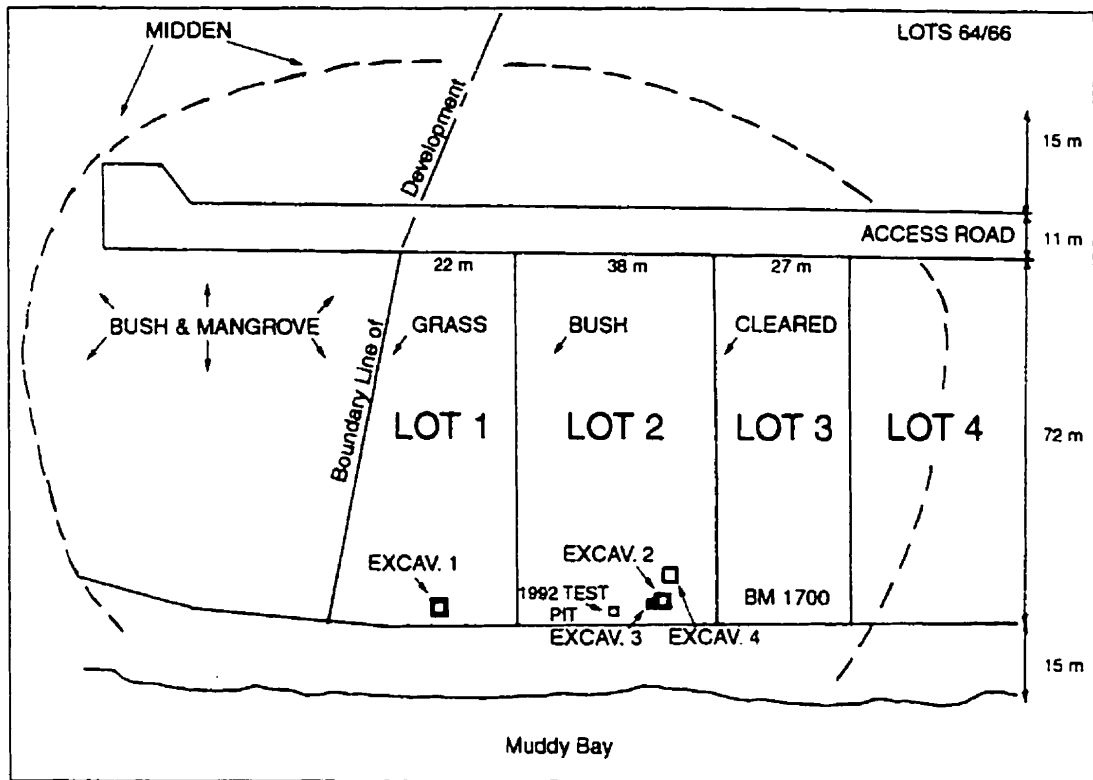 MIDDEN
LOTS 64/66
Boundary Line of Development
15 m
ACCESS ROAD
11 m
22 m
38 m
27 m
BUSH & MANGROVE
GRASS
BUSH
CLEARED
LOT 1
LOT 2
LOT 3
LOT 4
72 m
EXCAV. 1
EXCAV. 2
1992 TEST
PIT
BM 1700
EXCAV. 3
EXCAV. 4
15 m
Muddy Bay